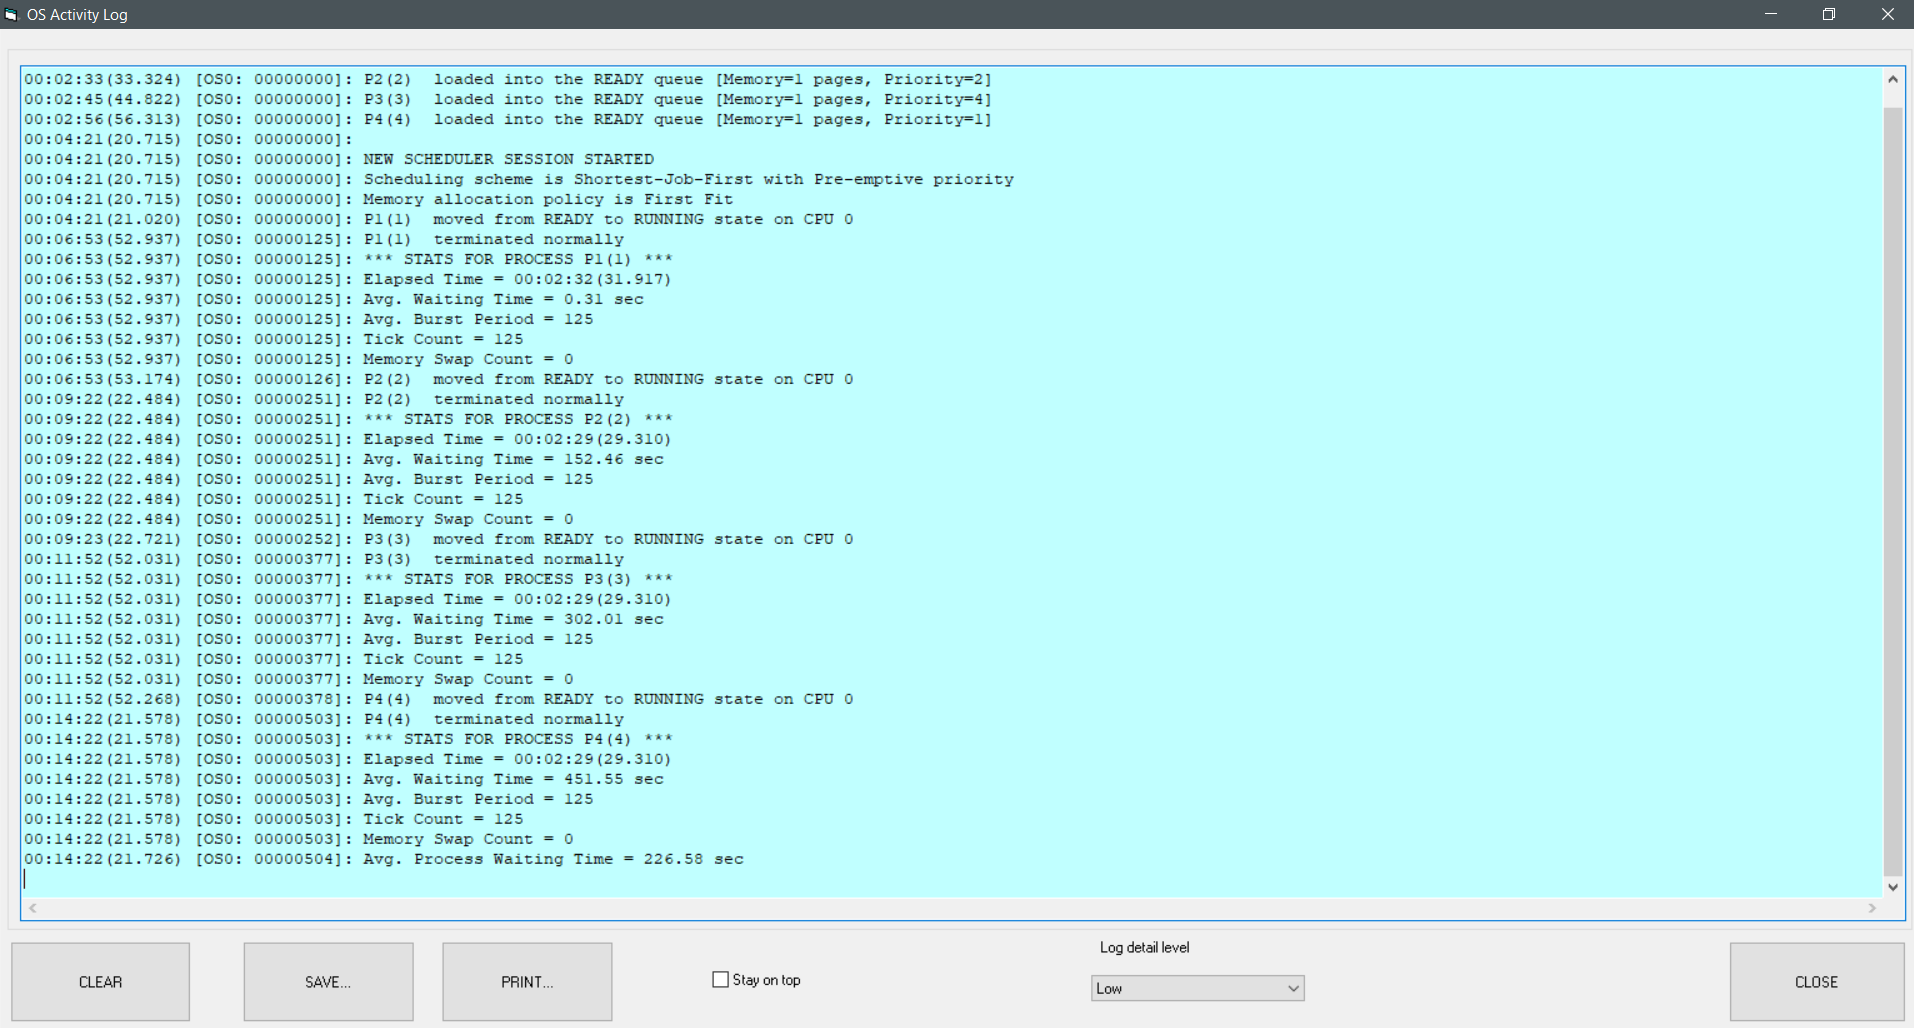 OS Activity Log
00:02:33(33.324) [OS0: 00000000]: P2(2)  loaded into the READY queue [Memory=1 pages, Priority=2]
00:02:45(44.822) [OS0: 00000000]: P3(3)  loaded into the READY queue [Memory=1 pages, Priority=4]
00:02:56(56.313) [OS0: 00000000]: P4(4)  loaded into the READY queue [Memory=1 pages, Priority=1]
00:04:21(20.715) [OS0: 00000000]:
00:04:21(20.715) [OS0: 00000000]: NEW SCHEDULER SESSION STARTED
00:04:21(20.715) [OS0: 00000000]: Scheduling scheme is Shortest-Job-First with Pre-emptive priority
00:04:21(20.715) [OS0: 00000000]: Memory allocation policy is First Fit
00:04:21(21.020) [OS0: 00000000]: P1(1)  moved from READY to RUNNING state on CPU 0
00:06:53(52.937) [OS0: 00000125]: P1(1)  terminated normally
00:06:53(52.937) [OS0: 00000125]: *** STATS FOR PROCESS P1(1) ***
00:06:53(52.937) [OS0: 00000125]: Elapsed Time = 00:02:32(31.917)
00:06:53(52.937) [OS0: 00000125]: Avg. Waiting Time = 0.31 sec
00:06:53(52.937) [OS0: 00000125]: Avg. Burst Period = 125
00:06:53(52.937) [OS0: 00000125]: Tick Count = 125
00:06:53(52.937) [OS0: 00000125]: Memory Swap Count = 0
00:06:53(53.174) [OS0: 00000126]: P2(2)  moved from READY to RUNNING state on CPU 0
00:09:22(22.484) [OS0: 00000251]: P2(2)  terminated normally
00:09:22(22.484) [OS0: 00000251]: *** STATS FOR PROCESS P2(2) ***
00:09:22(22.484) [OS0: 00000251]: Elapsed Time = 00:02:29(29.310)
00:09:22(22.484) [OS0: 00000251]: Avg. Waiting Time = 152.46 sec
00:09:22(22.484) [OS0: 00000251]: Avg. Burst Period = 125
00:09:22(22.484) [OS0: 00000251]: Tick Count = 125
00:09:22(22.484) [OS0: 00000251]: Memory Swap Count = 0
00:09:23(22.721) [OS0: 00000252]: P3(3)  moved from READY to RUNNING state on CPU 0
00:11:52(52.031) [OS0: 00000377]: P3(3)  terminated normally
00:11:52(52.031) [OS0: 00000377]: *** STATS FOR PROCESS P3(3) ***
00:11:52(52.031) [OS0: 00000377]: Elapsed Time = 00:02:29(29.310)
00:11:52(52.031) [OS0: 00000377]: Avg. Waiting Time = 302.01 sec
00:11:52(52.031) [OS0: 00000377]: Avg. Burst Period = 125
00:11:52(52.031) [OS0: 00000377]: Tick Count = 125
00:11:52(52.031) [OS0: 00000377]: Memory Swap Count = 0
00:11:52(52.268) [OS0: 00000378]: P4(4)  moved from READY to RUNNING state on CPU 0
00:14:22(21.578) [OS0: 00000503]: P4(4)  terminated normally
00:14:22(21.578) [OS0: 00000503]: *** STATS FOR PROCESS P4(4) ***
00:14:22(21.578) [OS0: 00000503]: Elapsed Time = 00:02:29(29.310)
00:14:22(21.578) [OS0: 00000503]: Avg. Waiting Time = 451.55 sec
00:14:22(21.578) [OS0: 00000503]: Avg. Burst Period = 125
00:14:22(21.578) [OS0: 00000503]: Tick Count = 125
00:14:22(21.578) [OS0: 00000503]: Memory Swap Count = 0
00:14:22(21.726) [OS0: 00000504]: Avg. Process Waiting Time = 226.58 sec
Log detail level
CLEAR
SAVE...
PRINT...
Stay on top
Low
CLOSE